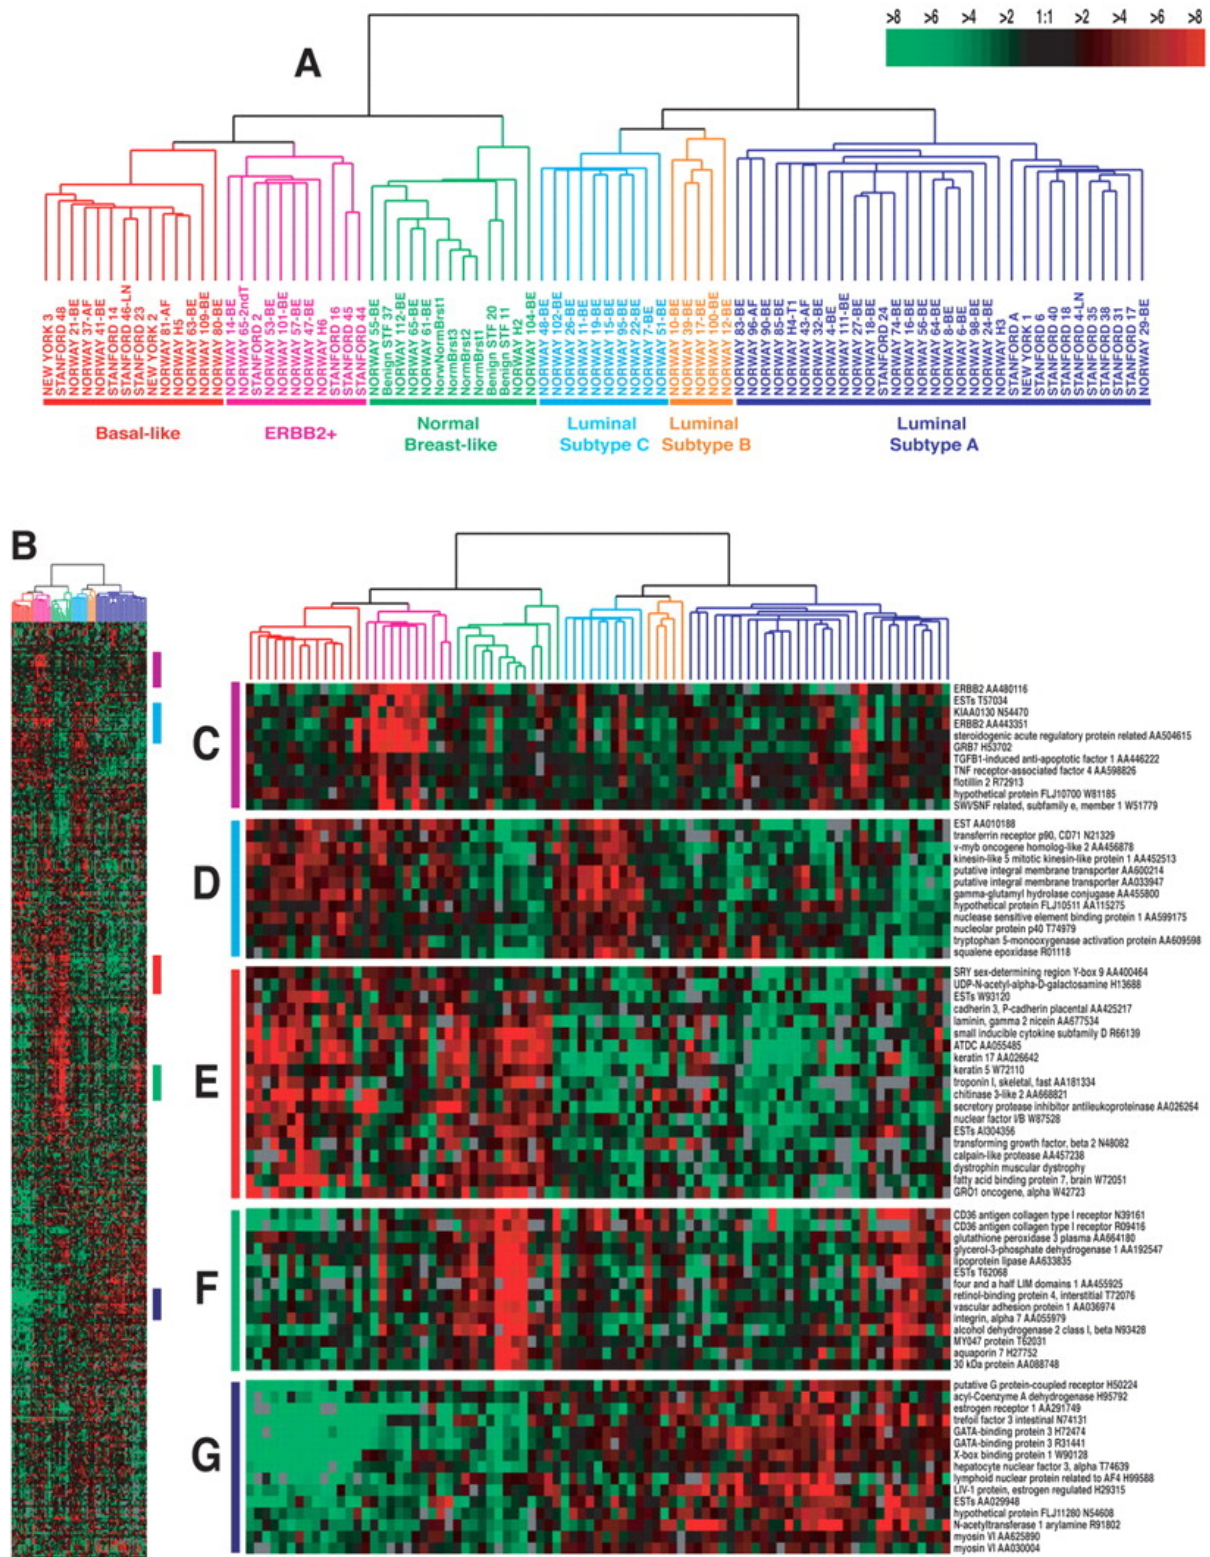 >8 >6 >4 >2 1:1 >2 >4 >6 >8
A
NEW YORK 3
STANFORD 48
NORWAY 21-BE
NORWAY 37-AF
NORWAY 41-BE
STANFORD 14
STANFORD 46-LN
STANFORD 23
NEW YORK 2
NORWAY 81-AF
NORWAY H5
NORWAY 63-BE
NORWAY 109-BE
NORWAY 80-BE
NORWAY 14-BE
NORWAY 65-2ndT
STANFORD 2
NORWAY 53-BE
NORWAY 101-BE
NORWAY 57-BE
NORWAY 47-BE
NORWAY H6
STANFORD 16
STANFORD 45
STANFORD 44
NORWAY 55-BE
Benign STF 37
NORWAY 112-BE
NORWAY 65-BE
NORWAY 61-BE
NorwNormBrst1
NormBrst3
NormBrst2
NormBrst1
Benign STF 20
Benign STF 11
NORWAY H2
NORWAY 104-BE
NORWAY 48-BE
NORWAY 102-BE
NORWAY 26-BE
NORWAY 11-BE
NORWAY 19-BE
NORWAY 15-BE
NORWAY 95-BE
NORWAY 22-BE
NORWAY 7-BE
NORWAY 51-BE
NORWAY 10-BE
NORWAY 39-BE
NORWAY 17-BE
NORWAY 100-BE
NORWAY 12-BE
NORWAY 83-BE
NORWAY 96-AF
NORWAY 90-BE
NORWAY 85-BE
NORWAY H4-T1
NORWAY 43-AF
NORWAY 32-BE
NORWAY 4-BE
NORWAY 111-BE
NORWAY 27-BE
NORWAY 18-BE
STANFORD 24
NORWAY 74-BE
NORWAY 16-BE
NORWAY 56-BE
NORWAY 64-BE
NORWAY 8-BE
NORWAY 6-BE
NORWAY 98-BE
NORWAY 24-BE
NORWAY H3
STANFORD A
NEW YORK 1
STANFORD 6
STANFORD 40
STANFORD 18
STANFORD 4-LN
STANFORD 35
STANFORD 38
STANFORD 31
STANFORD 17
NORWAY 29-BE
Basal-like
ERBB2+
Normal
Breast-like
Luminal
Subtype C
Luminal
Subtype B
Luminal
Subtype A
B
C
ERBB2 AA480116
ESTs T57034
KIAA0130 N54470
ERBB2 AA443351
steroidogenic acute regulatory protein related AA504615
GRB7 H53702
TGFB1-induced anti-apoptotic factor 1 AA446222
TNF receptor-associated factor 4 AA598826
flotillin 2 R72913
hypothetical protein FLJ10700 W81185
SWI/SNF related, subfamily e, member 1 W51779
D
EST AA010188
transferrin receptor p90, CD71 N21329
v-myb oncogene homolog-like 2 AA456878
kinesin-like 5 mitotic kinesin-like protein 1 AA452513
putative integral membrane transporter AA600214
putative integral membrane transporter AA033947
gamma-glutamyl hydrolase conjugase AA455800
hypothetical protein FLJ10511 AA115275
nuclease sensitive element binding protein 1 AA599175
nucleolar protein p40 T74979
tryptophan 5-monooxygenase activation protein AA609598
squalene epoxidase R01118
E
SRY sex-determining region Y-box 9 AA400464
UDP-N-acetyl-alpha-D-galactosamine H13688
ESTs W93120
cadherin 3, P-cadherin placental AA425217
laminin, gamma 2 nicein AA677534
small inducible cytokine subfamily D R66139
ATDC AA055485
keratin 17 AA026642
keratin 5 W72110
troponin I, skeletal, fast AA181334
chitinase 3-like 2 AA668821
secretory protease inhibitor antileukoproteinase AA026264
nuclear factor I/B W87528
ESTs AI304356
transforming growth factor, beta 2 N48082
calpain-like protease AA457238
dystrophin muscular dystrophy
fatty acid binding protein 7, brain W72051
GRO1 oncogene, alpha W42723
F
CD36 antigen collagen type I receptor N39161
CD36 antigen collagen type I receptor R09416
glutathione peroxidase 3 plasma AA664180
glycerol-3-phosphate dehydrogenase 1 AA192547
lipoprotein lipase AA633835
ESTs T62068
four and a half LIM domains 1 AA455925
retinol-binding protein 4, interstitial T72076
vascular adhesion protein 1 AA036974
integrin, alpha 7 AA055979
alcohol dehydrogenase 2 class I, beta N93428
MY047 protein T62031
aquaporin 7 H27752
30 kDa protein AA088748
G
putative G protein-coupled receptor H50224
acyl-Coenzyme A dehydrogenase H95792
estrogen receptor 1 AA291749
trefoil factor 3 intestinal N74131
GATA-binding protein 3 H72474
GATA-binding protein 3 R31441
X-box binding protein 1 W90128
hepatocyte nuclear factor 3, alpha T74639
lymphoid nuclear protein related to AF4 H99588
LIV-1 protein, estrogen regulated H29315
ESTs AA029948
hypothetical protein FLJ11280 N54608
N-acetyltransferase 1 arylamine R91802
myosin VI AA625890
myosin VI AA030004